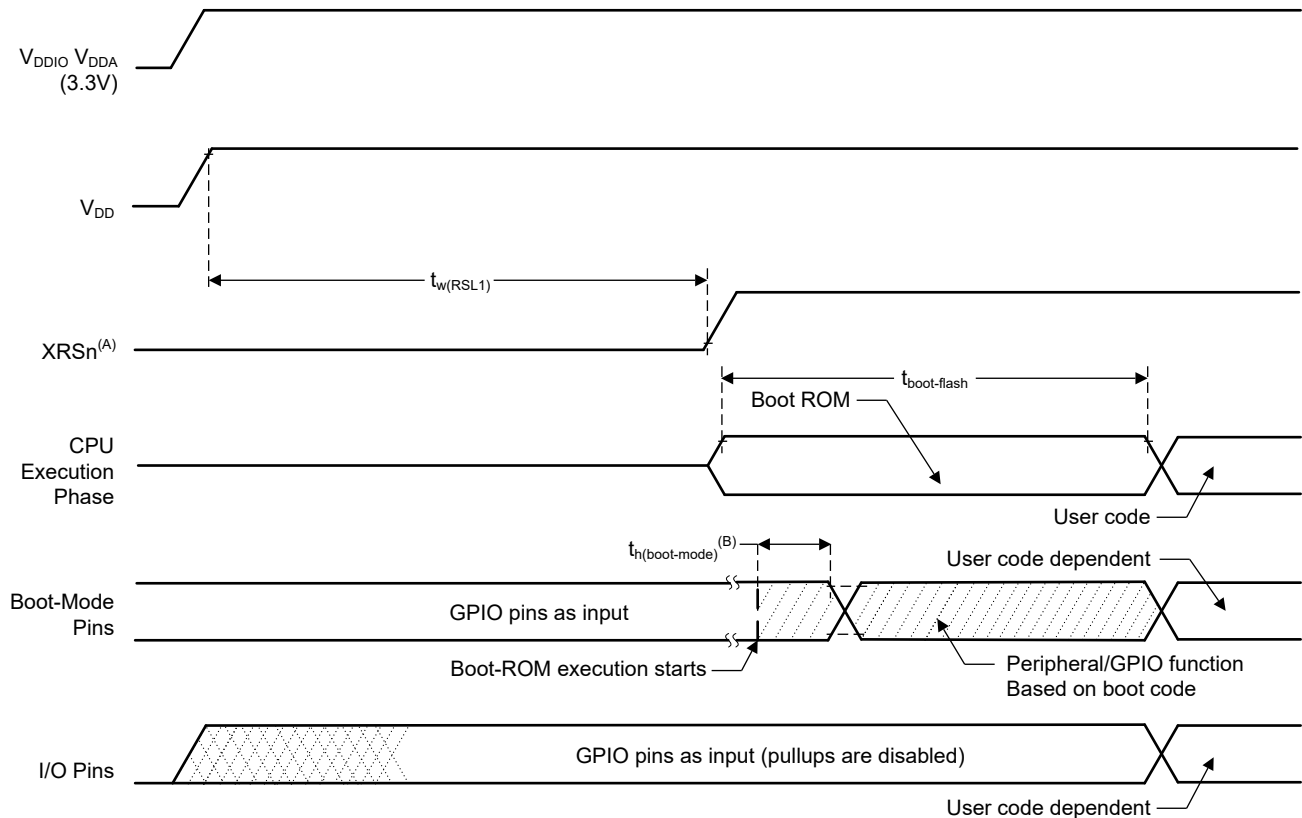 VDDIO VDDA
(3.3V)
VDD
tw(RSL1)
XRSn(A)
tboot-flash
Boot ROM
CPU
Execution
Phase
User code
th(boot-mode)(B)
User code dependent
Boot-Mode
Pins
GPIO pins as input
Boot-ROM execution starts
Peripheral/GPIO function
Based on boot code
I/O Pins
GPIO pins as input (pullups are disabled)
User code dependent